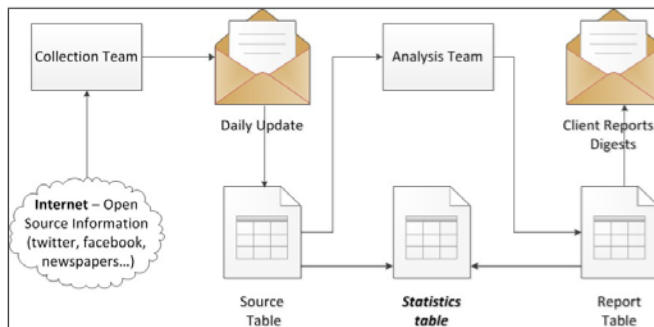 Collection Team
Analysis Team
Daily Update
Client Reports
Digests
Internet – Open
Source Information
(twitter, facebook,
newspapers...)
Source
Table
Statistics
table
Report
Table